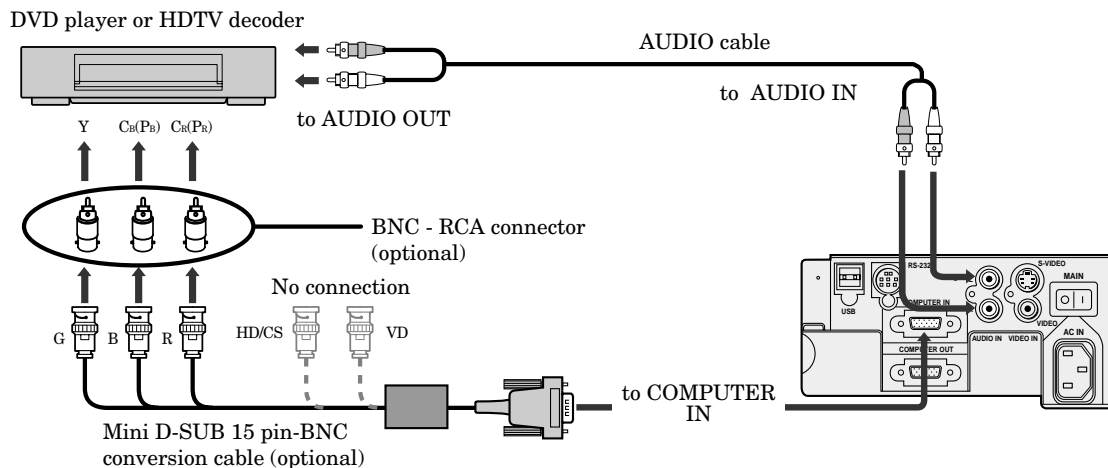 DVD player or HDTV decoder
AUDIO cable
to AUDIO IN
to AUDIO OUT
Y
CB(PB)
CR(PR)
BNC - RCA connector
(optional)
No connection
G
B
R
HD/CS
VD
to COMPUTER
IN
Mini D-SUB 15 pin-BNC
conversion cable (optional)
RS-232
S-VIDEO
MAIN
USB
COMPUTER IN
VIDEO
AC IN
AUDIO IN
VIDEO IN
COMPUTER OUT